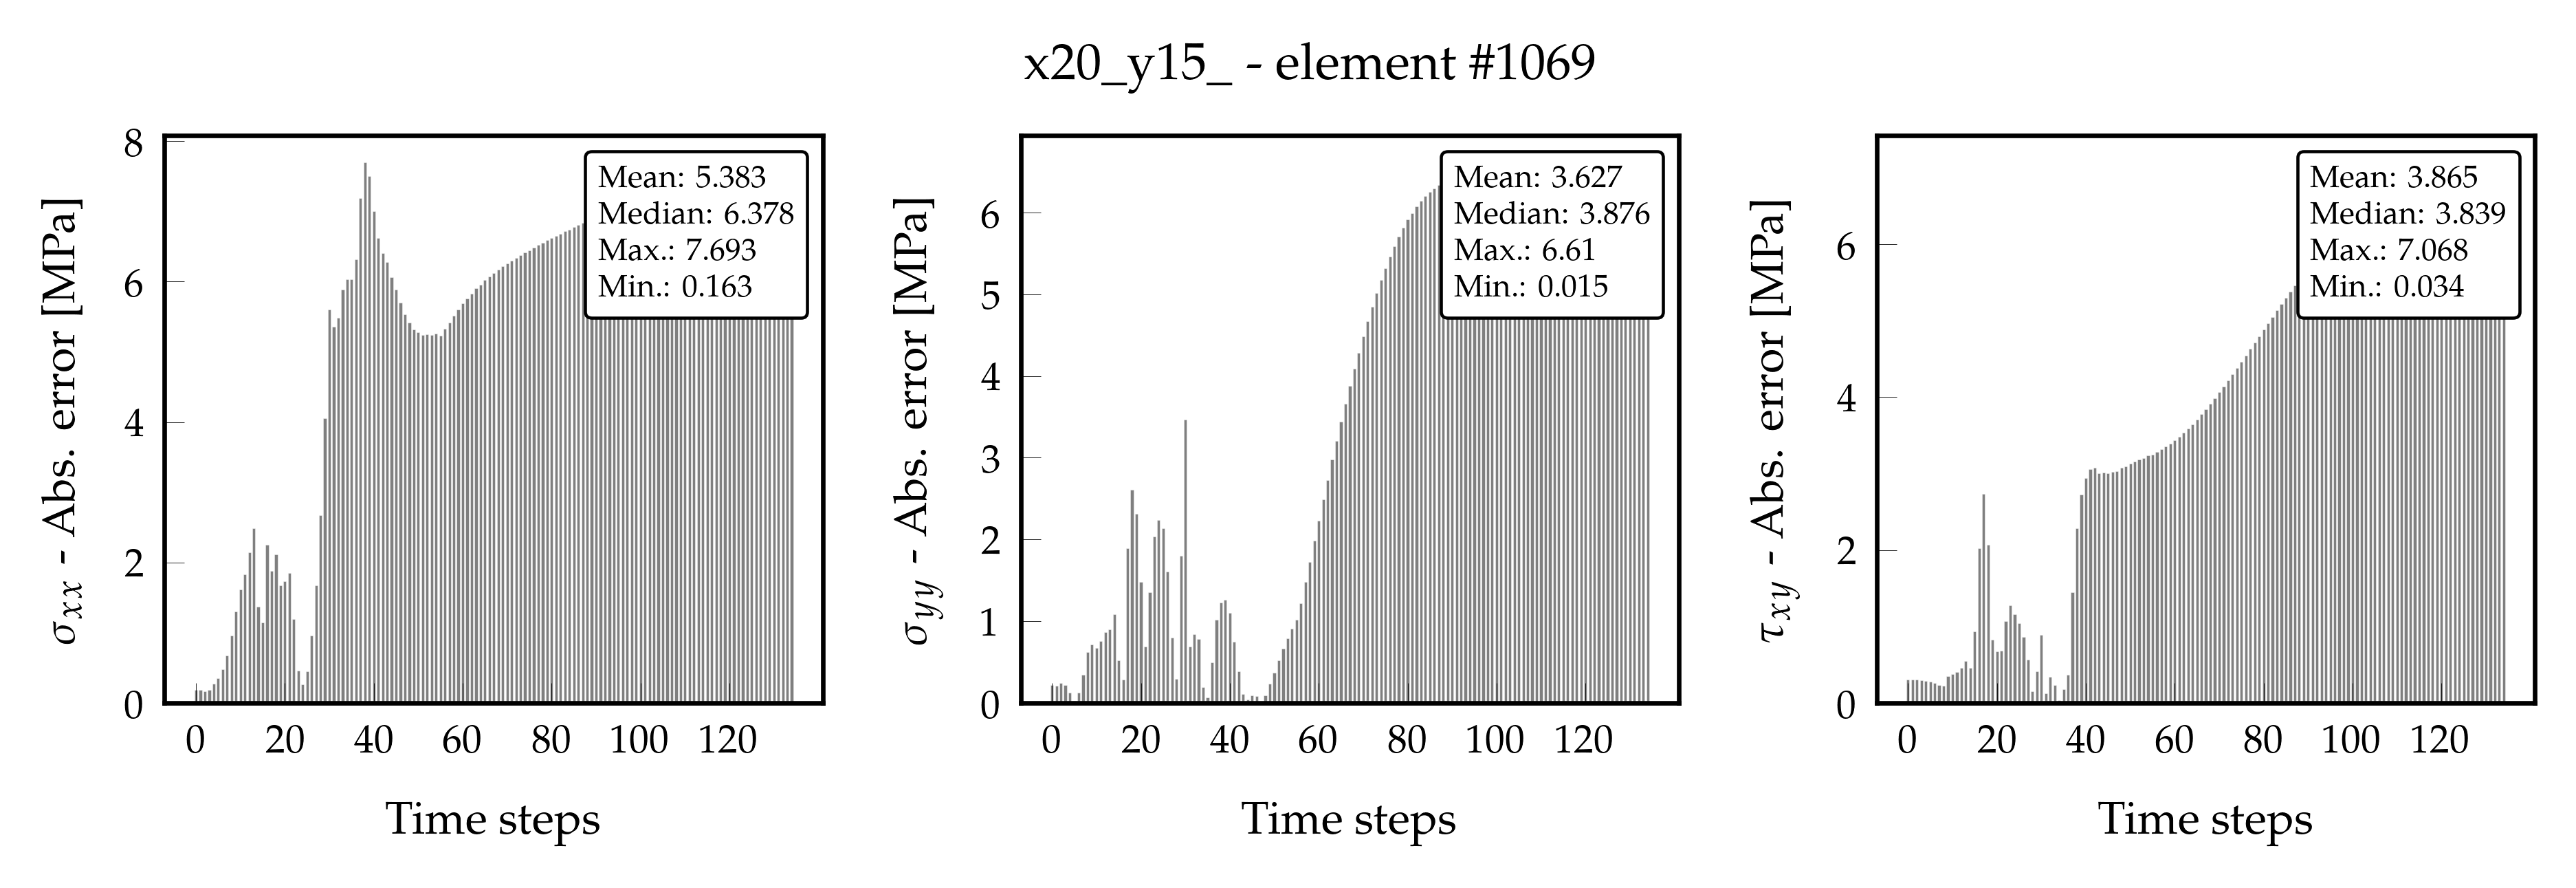 x20_y15_ - element #1069
σxx - Abs. error [MPa]
8
6
4
2
0
0 20 40 60 80 100 120
Time steps
Mean: 5.383
Median: 6.378
Max.: 7.693
Min.: 0.163
σyy - Abs. error [MPa]
6
5
4
3
2
1
0
0 20 40 60 80 100 120
Time steps
Mean: 3.627
Median: 3.876
Max.: 6.61
Min.: 0.015
τxy - Abs. error [MPa]
6
4
2
0
0 20 40 60 80 100 120
Time steps
Mean: 3.865
Median: 3.839
Max.: 7.068
Min.: 0.034